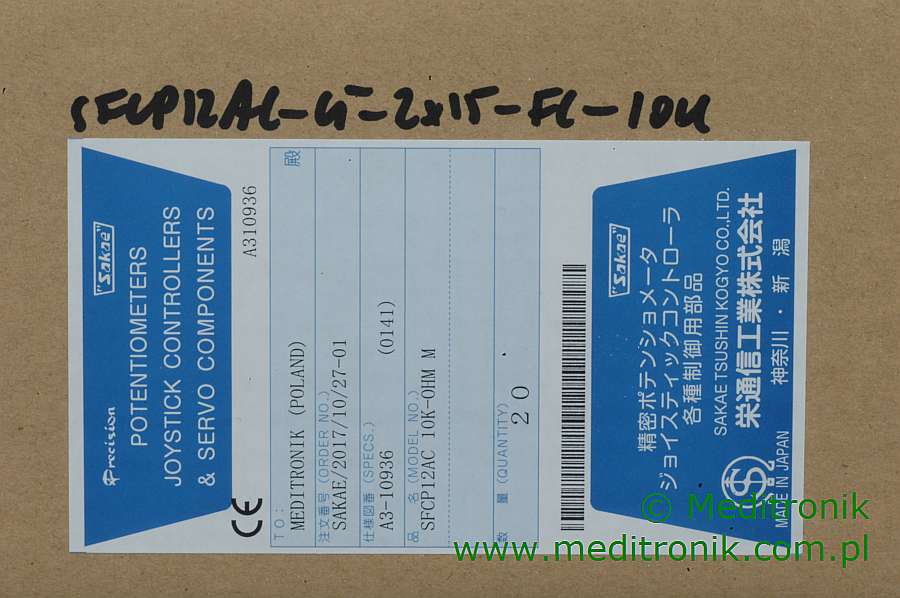 SFCP12AC-G-2x15-FC-10K
"Sakae"
Precision
POTENTIOMETERS
JOYSTICK CONTROLLERS
& SERVO COMPONENTS
CE
A310936
殿
TO:
MEDITRONIK (POLAND)
注文番号 (ORDER NO.)
SAKAE/2017/10/27-01
仕様図番 (SPECS.)
A3-10936 (0141)
品 名 (MODEL NO.)
SFCP12AC 10K-OHM M
数 量 (QUANTITY)
20
"Sakae"
精密ポテンショメータ
ジョイスティックコントローラ
各種制御用部品
SAKAE TSUSHIN KOGYO CO.,LTD.
栄通信工業株式会社
神奈川・新潟
MADE IN JAPAN
© Meditronik
www.meditronik.com.pl